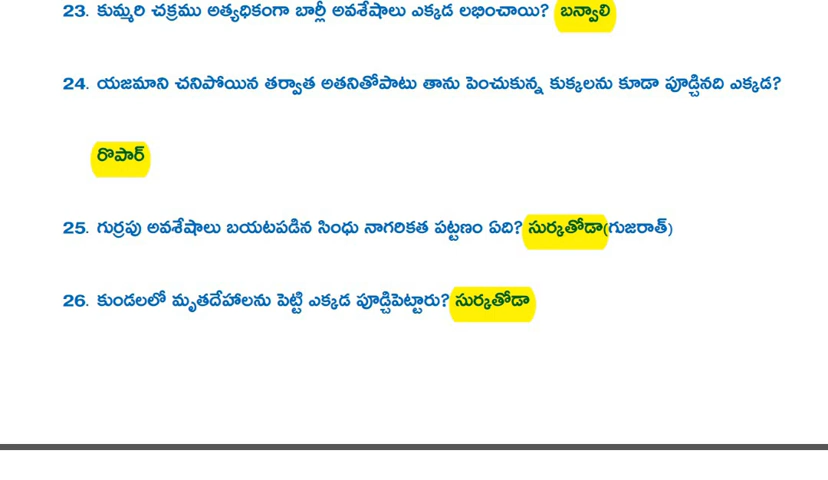 23. కుమ్మరి చక్రము అత్యధికంగా బార్లీ అవశేషాలు ఎక్కడ లభించాయి? బన్వాలి
24. యజమాని చనిపోయిన తర్వాత అతనితోపాటు తాను పెంచుకున్న కుక్కలను కూడా పూడ్చినది ఎక్కడ?
రొపార్
25. గుర్రపు అవశేషాలు బయటపడిన సింధు నాగరికత పట్టణం ఏది? సుర్కతోడా(గుజరాత్)
26. కుండలలో మృతదేహాలను పెట్టి ఎక్కడ పూడ్చిపెట్టారు? సుర్కతోడా